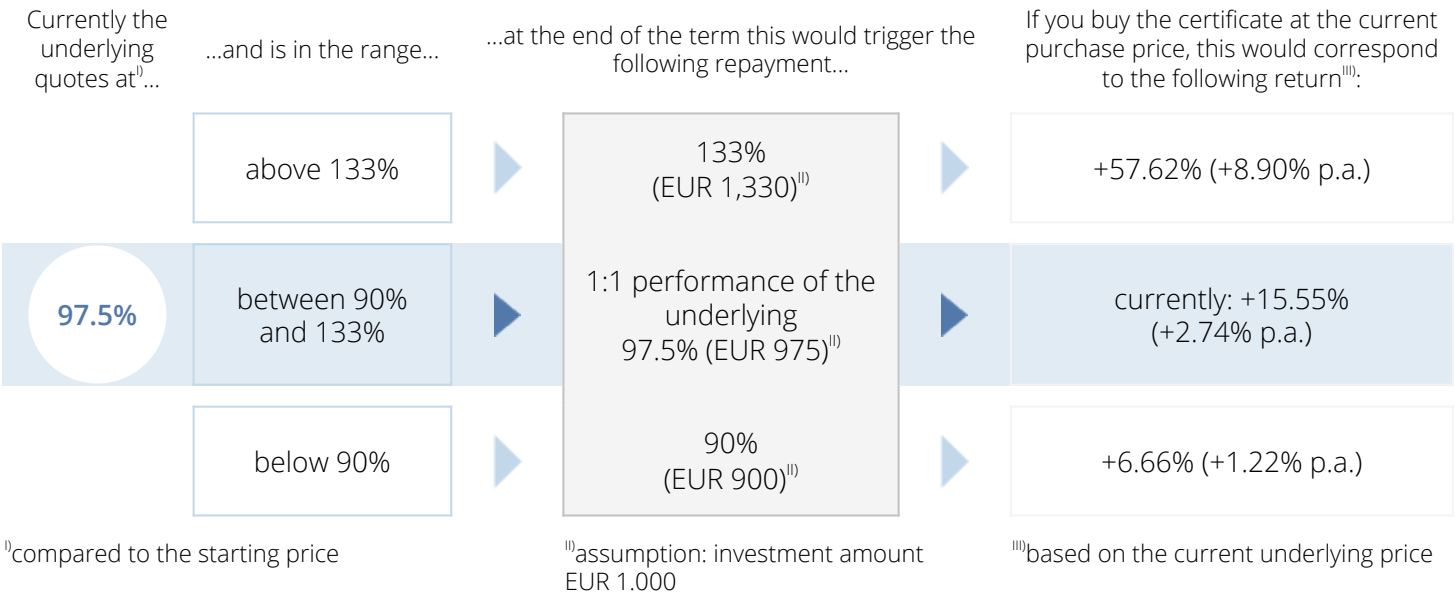 Currently the
underlying
quotes at I)...
...and is in the range...
...at the end of the term this would trigger the
following repayment...
If you buy the certificate at the current
purchase price, this would correspond
to the following return III):
above 133%
133%
(EUR 1,330) II)
+57.62% (+8.90% p.a.)
97.5%
between 90%
and 133%
1:1 performance of the
underlying
97.5% (EUR 975) II)
currently: +15.55%
(+2.74% p.a.)
below 90%
90%
(EUR 900) II)
+6.66% (+1.22% p.a.)
I) compared to the starting price
II) assumption: investment amount
EUR 1.000
III) based on the current underlying price